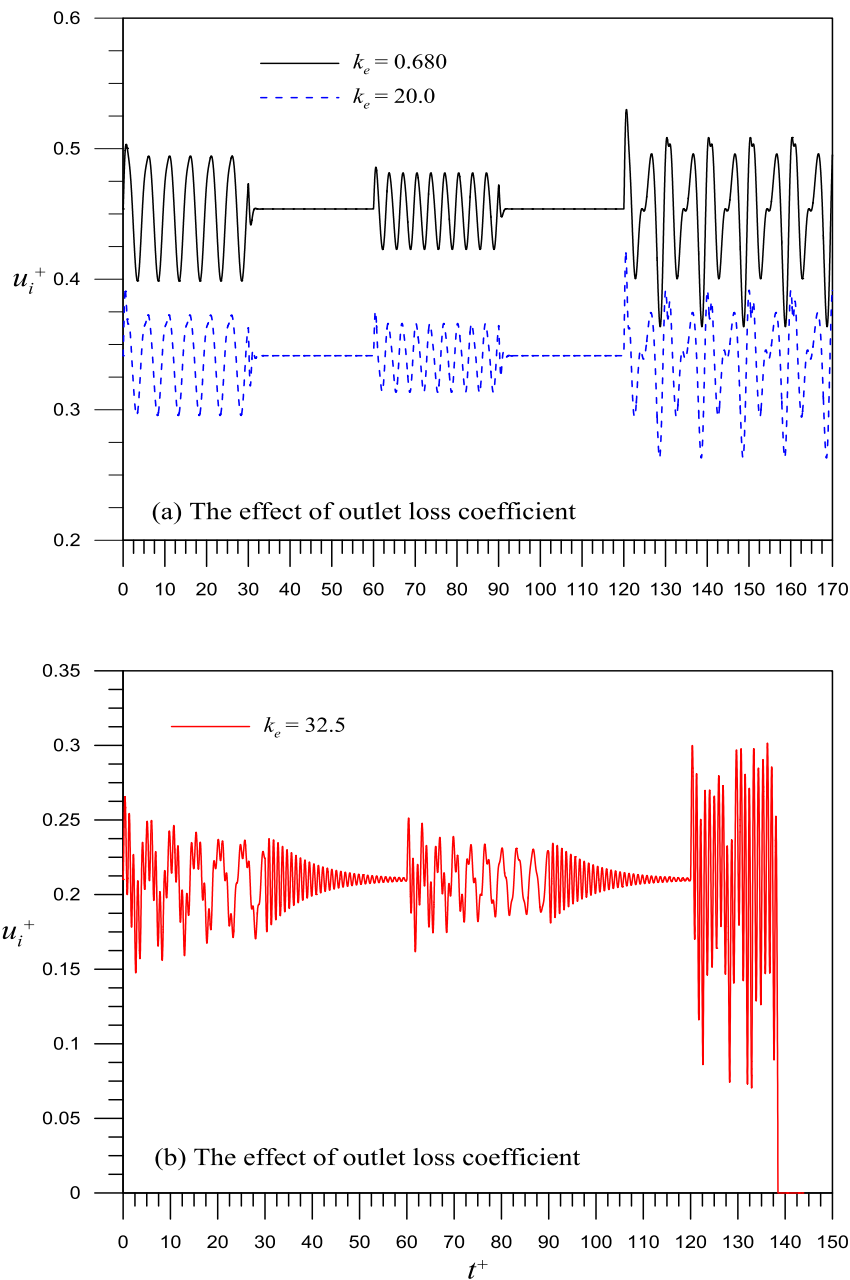 0.6
k_e = 0.680
k_e = 20.0
0.5
u_i^+
0.4
0.3
(a) The effect of outlet loss coefficient
0.2
0 10 20 30 40 50 60 70 80 90 100 110 120 130 140 150 160 170
0.35
k_e = 32.5
0.3
0.25
0.2
u_i^+
0.15
0.1
0.05
(b) The effect of outlet loss coefficient
0
0 10 20 30 40 50 60 70 80 90 100 110 120 130 140 150
t^+